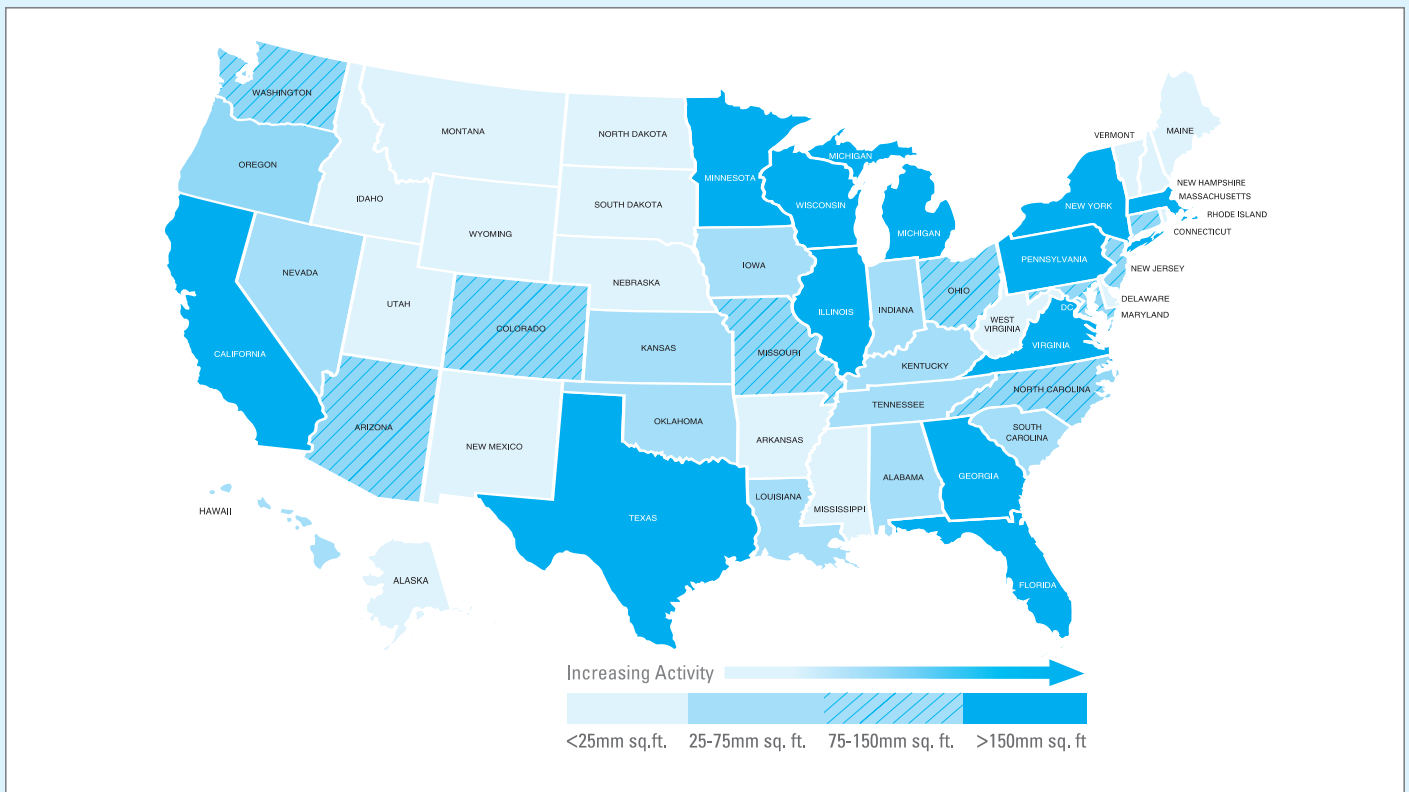 WASHINGTON
MONTANA
NORTH DAKOTA
MINNESOTA
MICHIGAN
VERMONT
MAINE
OREGON
IDAHO
SOUTH DAKOTA
WISCONSIN
MICHIGAN
NEW YORK
NEW HAMPSHIRE
MASSACHUSETTS
RHODE ISLAND
CONNECTICUT
WYOMING
NEVADA
UTAH
NEBRASKA
IOWA
ILLINOIS
INDIANA
OHIO
PENNSYLVANIA
NEW JERSEY
DELAWARE
MARYLAND
DC
WEST
VIRGINIA
VIRGINIA
CALIFORNIA
COLORADO
KANSAS
MISSOURI
KENTUCKY
NORTH CAROLINA
TENNESSEE
SOUTH
CAROLINA
ARIZONA
NEW MEXICO
OKLAHOMA
ARKANSAS
LOUISIANA
MISSISSIPPI
ALABAMA
GEORGIA
TEXAS
FLORIDA
HAWAII
ALASKA
Increasing Activity
<25mm sq.ft. 25-75mm sq. ft. 75-150mm sq. ft. >150mm sq. ft